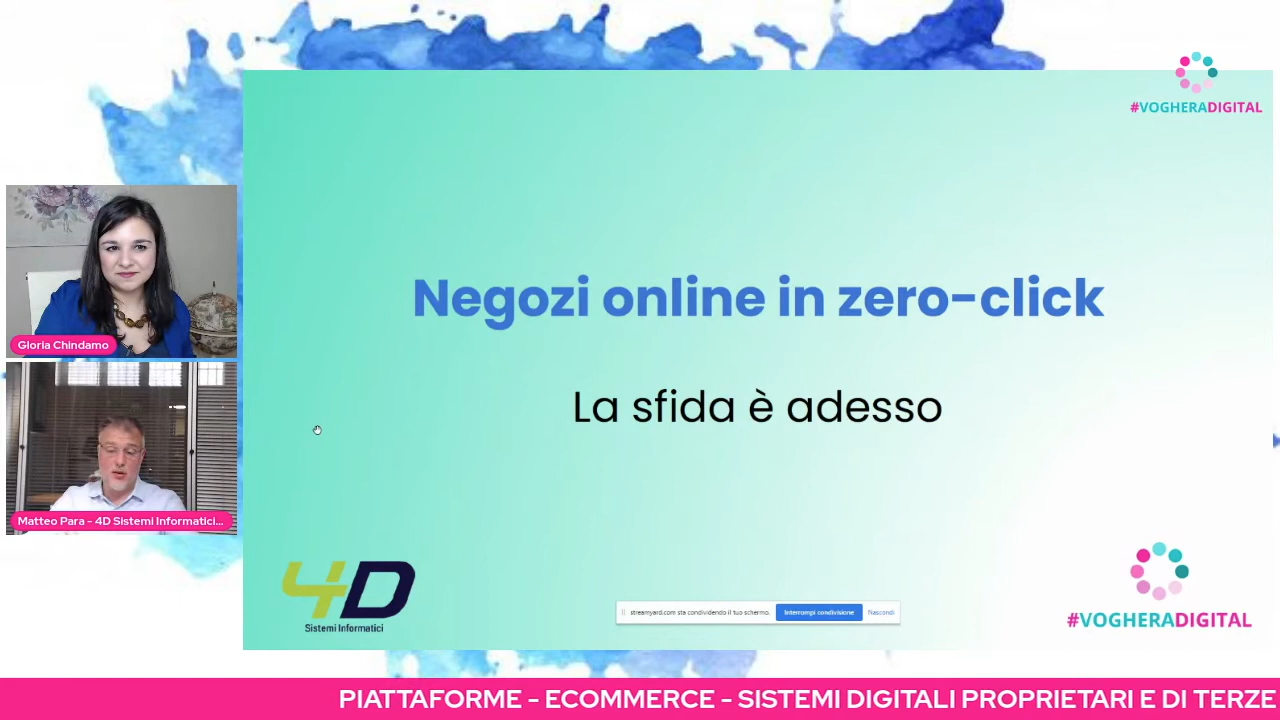 #VOGHERADIGITAL
Negozi online in zero-click
La sfida è adesso
Gloria Chindamo
Matteo Para - 4D Sistemi Informatici...
4D
Sistemi Informatici
streamyard.com sta condividendo il tuo schermo.
Interrompi condivisione
Nascondi
#VOGHERADIGITAL
PIATTAFORME - ECOMMERCE - SISTEMI DIGITALI PROPRIETARI E DI TERZE